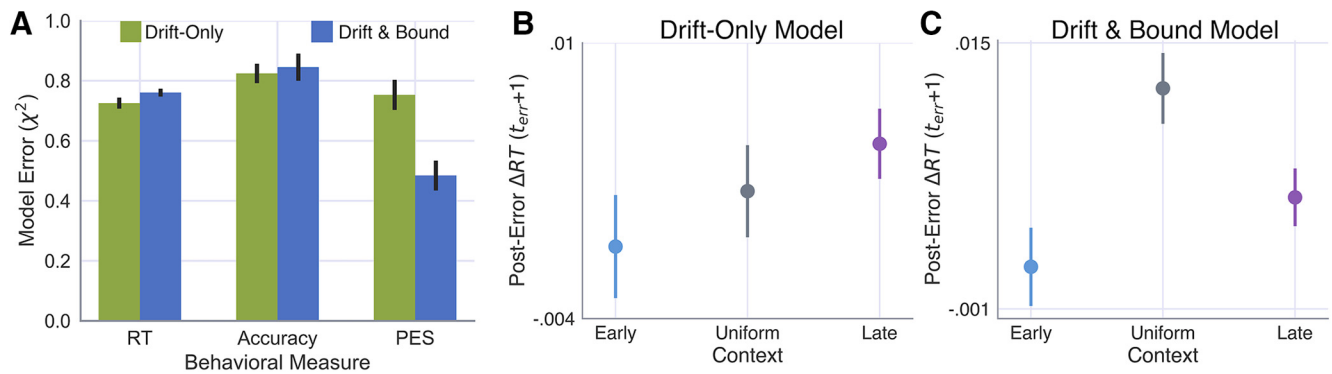 A
Drift-Only
Drift & Bound
Model Error (χ²)
1.0
0.8
0.6
0.4
0.2
0.0
RT
Accuracy
PES
Behavioral Measure
B
Drift-Only Model
Post-Error ΔRT (t_err+1)
.01
-.004
Early
Uniform
Late
Context
C
Drift & Bound Model
Post-Error ΔRT (t_err+1)
.015
-.001
Early
Uniform
Late
Context